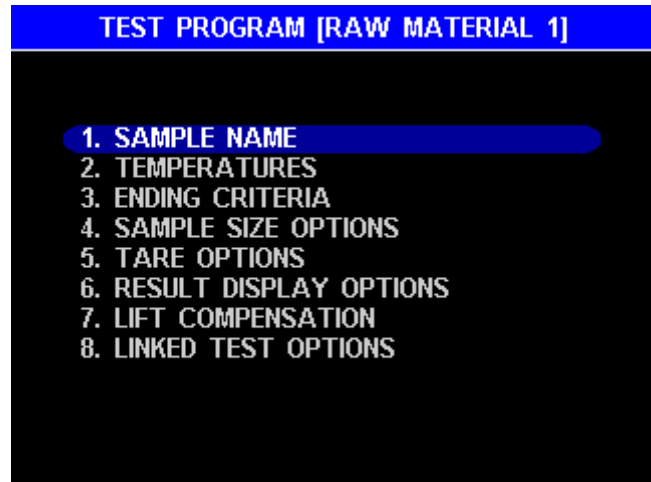 TEST PROGRAM [RAW MATERIAL 1]
1. SAMPLE NAME
2. TEMPERATURES
3. ENDING CRITERIA
4. SAMPLE SIZE OPTIONS
5. TARE OPTIONS
6. RESULT DISPLAY OPTIONS
7. LIFT COMPENSATION
8. LINKED TEST OPTIONS